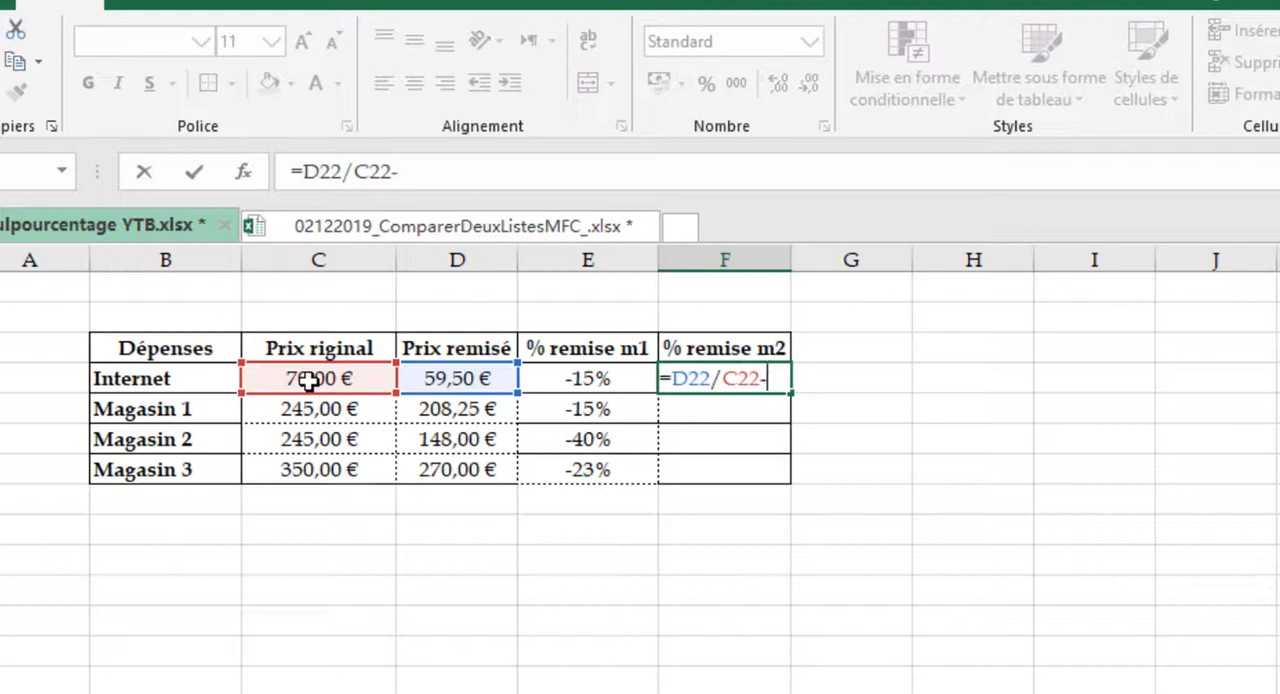 11
Standard
Insérer
Mise en forme conditionnelle
Mettre sous forme de tableau
Styles de cellules
Suppri
Forma
G I S A % 000
piers Police Alignement Nombre Styles Cellu
=D22/C22-
ulpourcentage YTB.xlsx * 02122019_ComparerDeuxListesMFC_.xlsx *
A B C D E F G H I J
Dépenses Prix riginal Prix remisé % remise m1 % remise m2
Internet 59,50 € -15% =D22/C22-
Magasin 1 245,00 € 208,25 € -15%
Magasin 2 245,00 € 148,00 € -40%
Magasin 3 350,00 € 270,00 € -23%